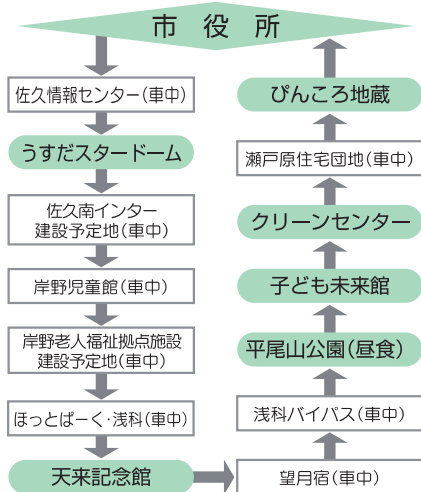 市役所
佐久情報センター(車中)
うすだスタードーム
佐久南インター
建設予定地(車中)
岸野児童館(車中)
岸野老人福祉拠点施設
建設予定地(車中)
ほっとぱーく・浅科(車中)
天来記念館
望月宿(車中)
浅科バイパス(車中)
平尾山公園(昼食)
子ども未来館
クリーンセンター
瀬戸原住宅団地(車中)
ぴんころ地蔵